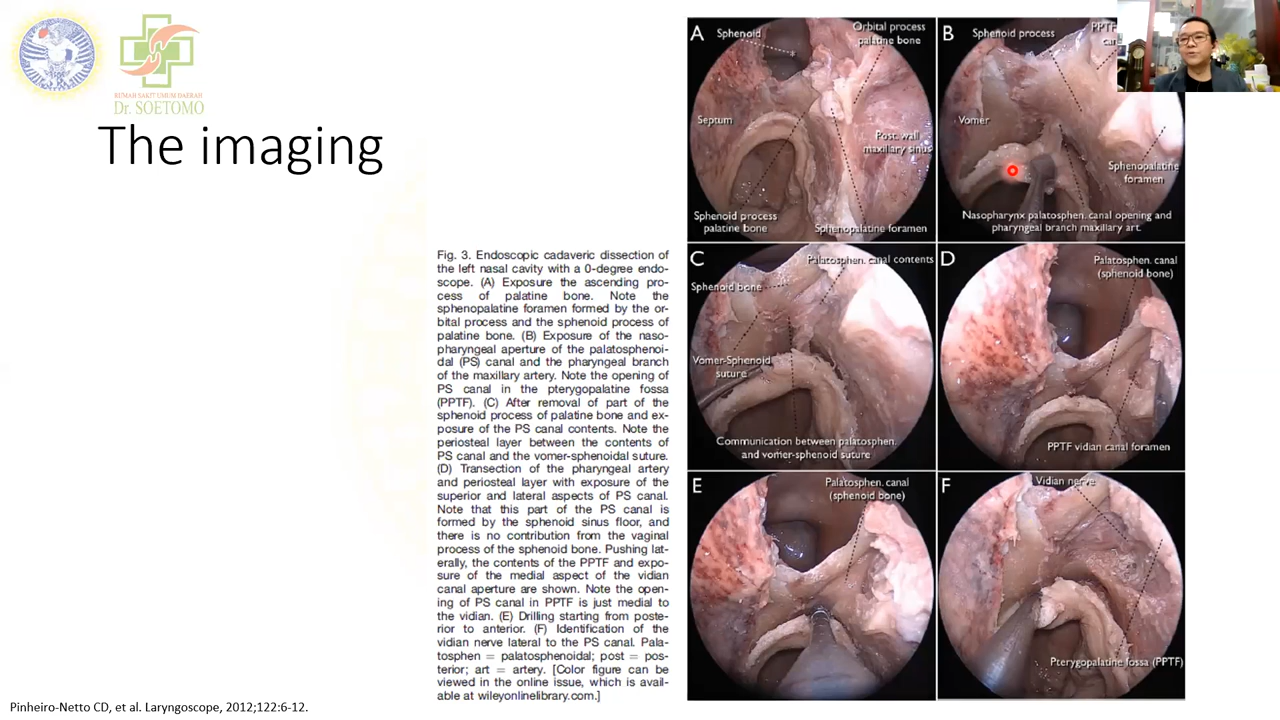 RUMAH SAKIT UMUM DAERAH
Dr. SOETOMO
The imaging
Fig. 3. Endoscopic cadaveric dissection of
the left nasal cavity with a 0-degree endo-
scope. (A) Exposure the ascending pro-
cess of palatine bone. Note the
sphenopalatine foramen formed by the or-
bital process and the sphenoid process of
palatine bone. (B) Exposure of the naso-
pharyngeal aperture of the palatosphenoi-
dal (PS) canal and the pharyngeal branch
of the maxillary artery. Note the opening of
PS canal in the pterygopalatine fossa
(PPTF). (C) After removal of part of the
sphenoid process of palatine bone and ex-
posure of the PS canal contents. Note the
periosteal layer between the contents of
PS canal and the vomer-sphenoidal suture.
(D) Transection of the pharyngeal artery
and periosteal layer with exposure of the
superior and lateral aspects of PS canal.
Note that this part of the PS canal is
formed by the sphenoid sinus floor, and
there is no contribution from the vaginal
process of the sphenoid bone. Pushing lat-
erally, the contents of the PPTF and expo-
sure of the medial aspect of the vidian
canal aperture are shown. Note the open-
ing of PS canal in PPTF is just medial to
the vidian. (E) Drilling starting from poste-
rior to anterior. (F) Identification of the
vidian nerve lateral to the PS canal. Pala-
tosphen = palatosphenoidal; post = pos-
terior; art = artery. [Color figure can be
viewed in the online issue, which is avail-
able at wileyonlinelibrary.com.]
A
Sphenoid
Orbital process
palatine bone
Septum
Post. wall
maxillary sinus
Sphenoid process
palatine bone
Sphenopalatine foramen
B
Sphenoid process
PPTF
Vomer
Sphenopalatine
foramen
Nasopharynx palatosphen. canal opening and
pharyngeal branch maxillary art.
C
Palatosphen. canal contents
Sphenoid bone
Vomer-Sphenoid
suture
Communication between palatosphen.
and vomer-sphenoid suture
D
Palatosphen. canal
(sphenoid bone)
PPTF vidian canal foramen
E
Palatosphen. canal
(sphenoid bone)
F
Vidian nerve
Pterygopalatine fossa (PPTF)
Pinheiro-Netto CD, et al. Laryngoscope, 2012;122:6-12.